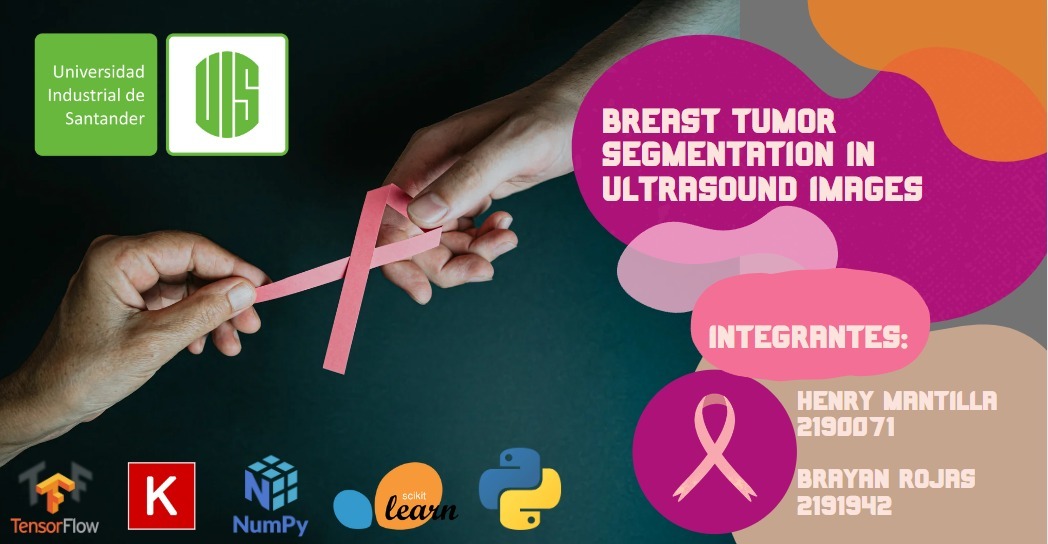 Universidad
Industrial de
Santander
UIS
BREAST TUMOR
SEGMENTATION IN
ULTRASOUND IMAGES
INTEGRANTES:
HENRY MANTILLA
2190071
BRAYAN ROJAS
2191942
TF
TensorFlow
K
N
NumPy
scikit
learn